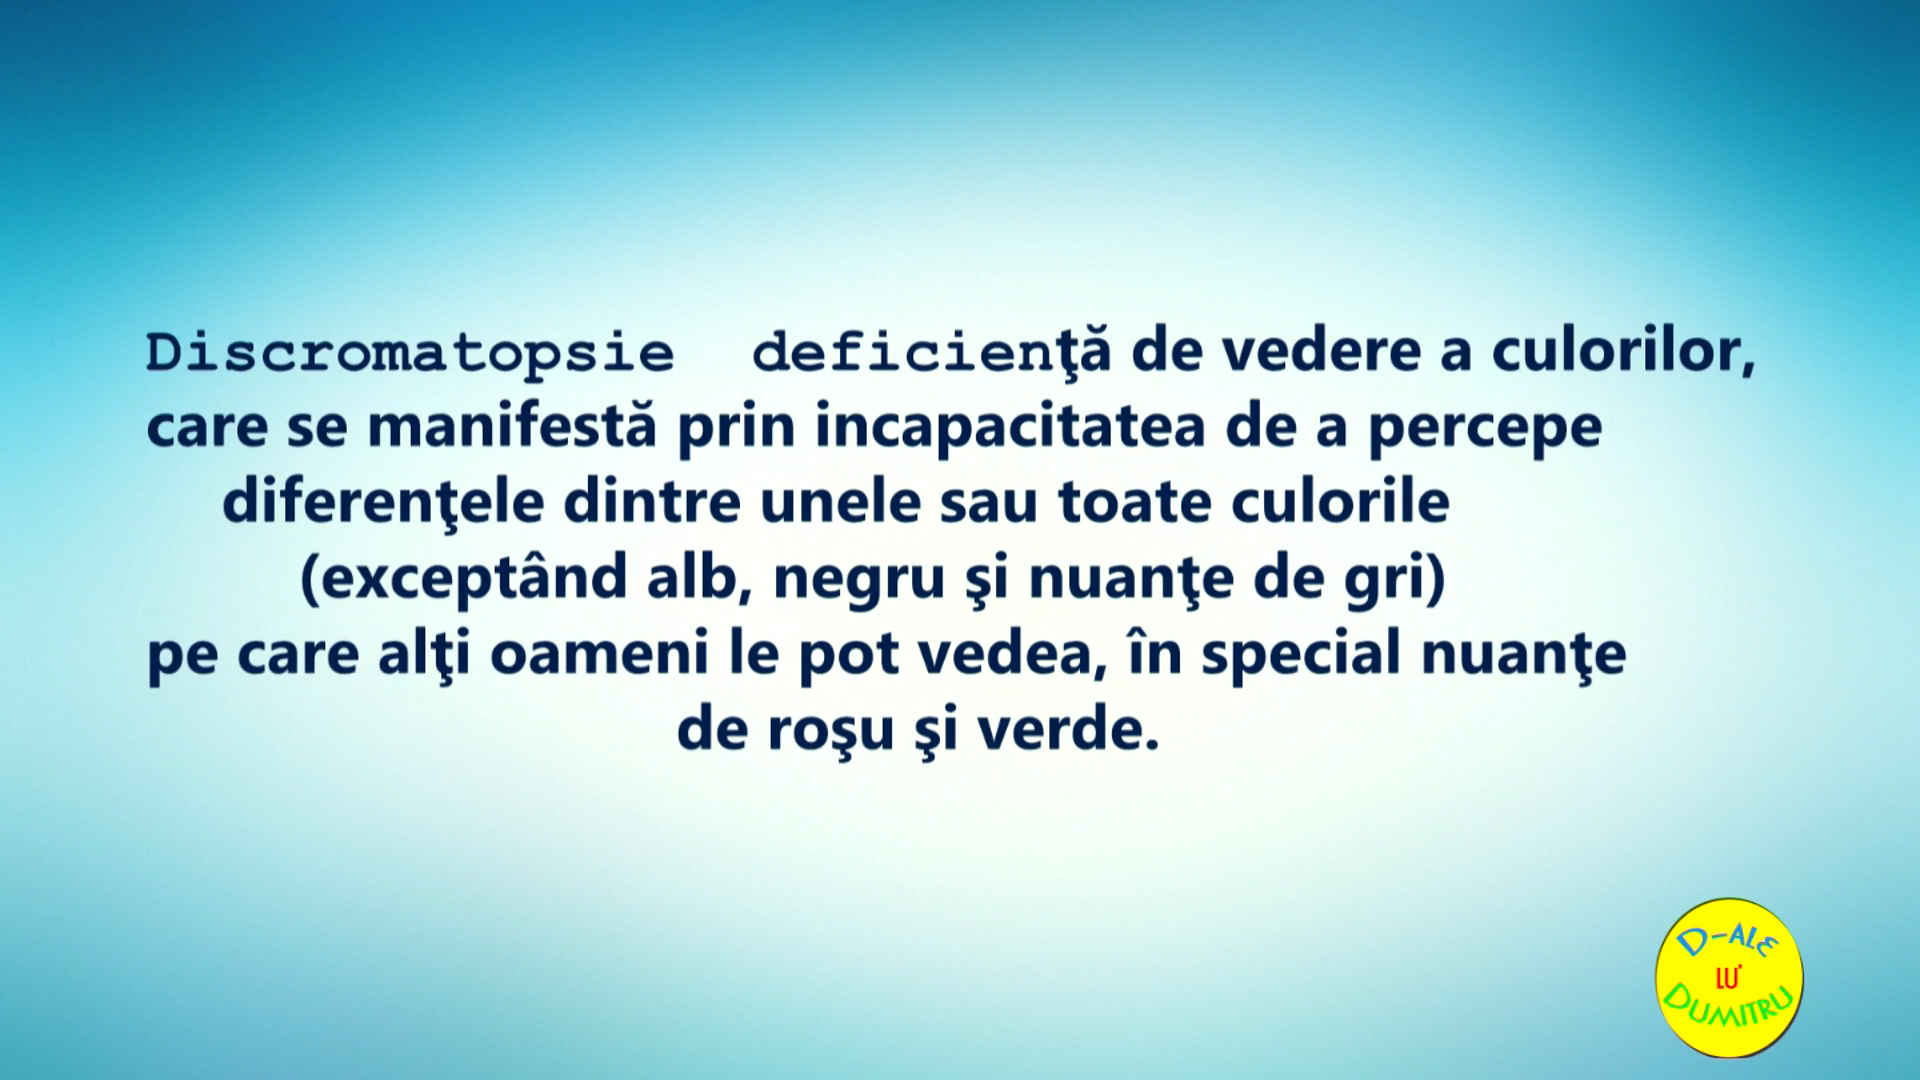 Discromatopsie deficienţă de vedere a culorilor,
care se manifestă prin incapacitatea de a percepe
diferenţele dintre unele sau toate culorile
(exceptând alb, negru şi nuanţe de gri)
pe care alţi oameni le pot vedea, în special nuanţe
de roşu şi verde.
D-ALE
LU'
DUMITRU